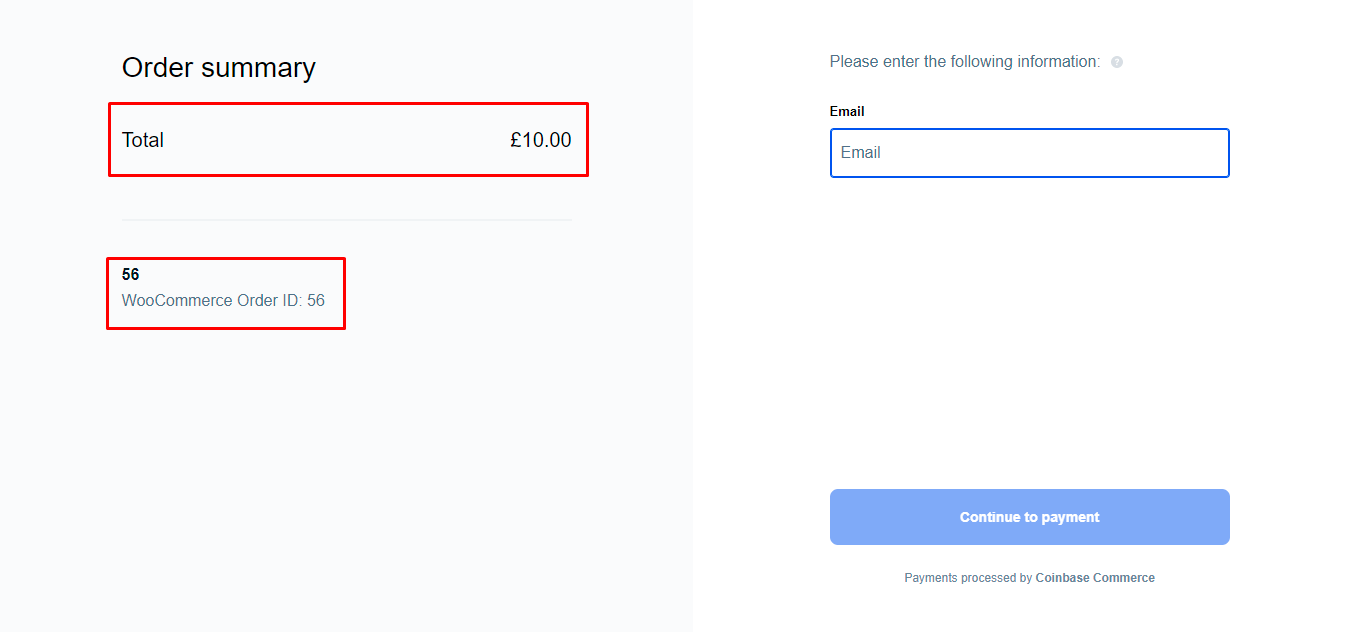 Order summary
Total £10.00
56
WooCommerce Order ID: 56
Please enter the following information: ?
Email
Email
Continue to payment
Payments processed by Coinbase Commerce